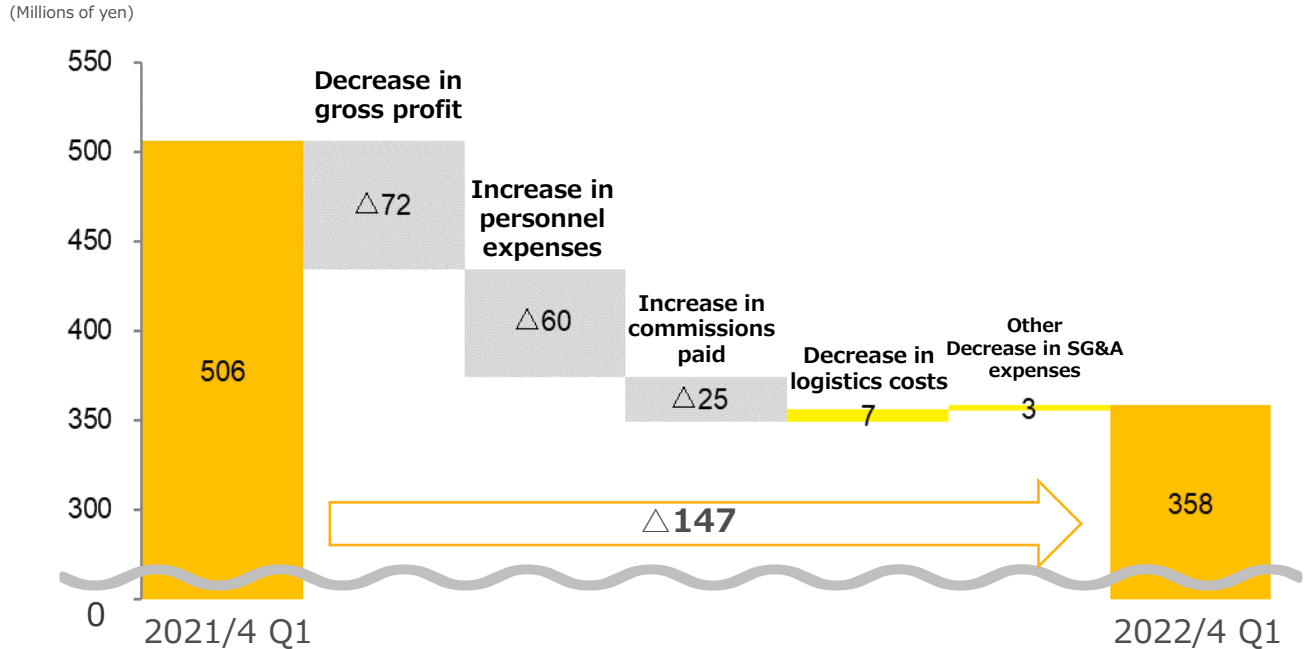 (Millions of yen)
550
500
450
400
350
300
0
Decrease in
gross profit
Increase in
personnel
expenses
Increase in
commissions
paid
Decrease in
logistics costs
Other
Decrease in SG&A
expenses
506
△72
△60
△25
7
3
358
△147
2021/4 Q1
2022/4 Q1